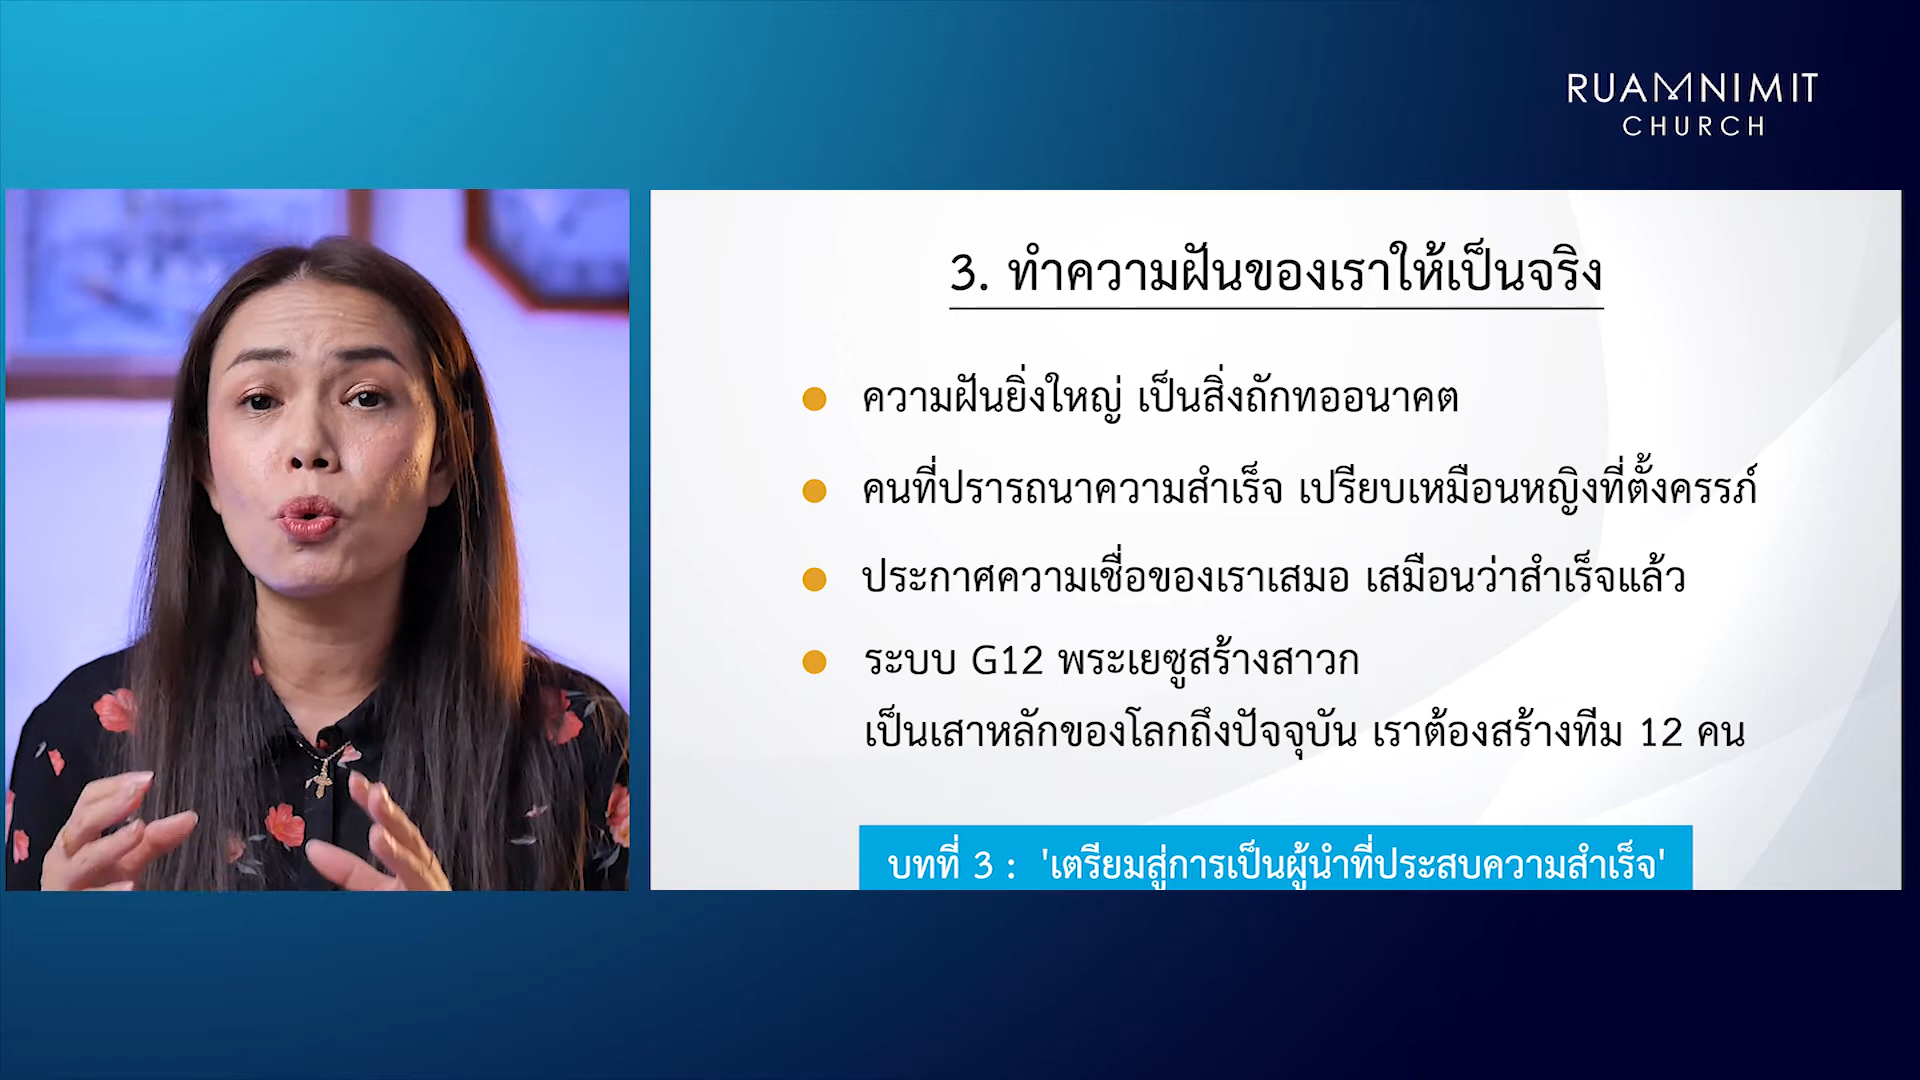 RUAMNIMIT
CHURCH
3. ทำความฝันของเราให้เป็นจริง
ความฝันยิ่งใหญ่ เป็นสิ่งถักทออนาคต
คนที่ปรารถนาความสำเร็จ เปรียบเหมือนหญิงที่ตั้งครรภ์
ประกาศความเชื่อของเราเสมอ เสมือนว่าสำเร็จแล้ว
ระบบ G12 พระเยซูสร้างสาวก
เป็นเสาหลักของโลกถึงปัจจุบัน เราต้องสร้างทีม 12 คน
บทที่ 3 : 'เตรียมสู่การเป็นผู้นำที่ประสบความสำเร็จ'